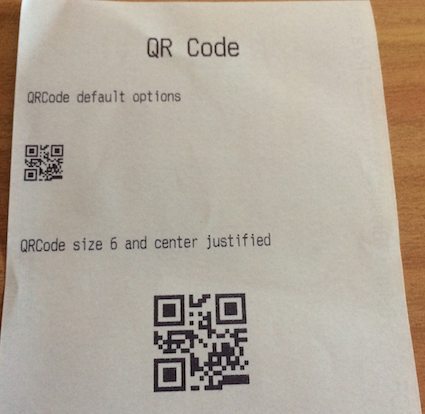 QR Code
QRCode default options
QRCode size 6 and center justified